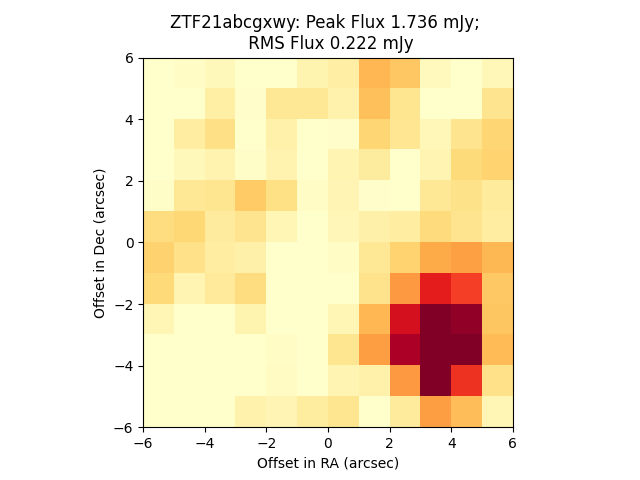 ZTF21abcgxwy: Peak Flux 1.736 mJy;
RMS Flux 0.222 mJy
6
4
2
0
−2
−4
−6
Offset in Dec (arcsec)
−6 −4 −2 0 2 4 6
Offset in RA (arcsec)